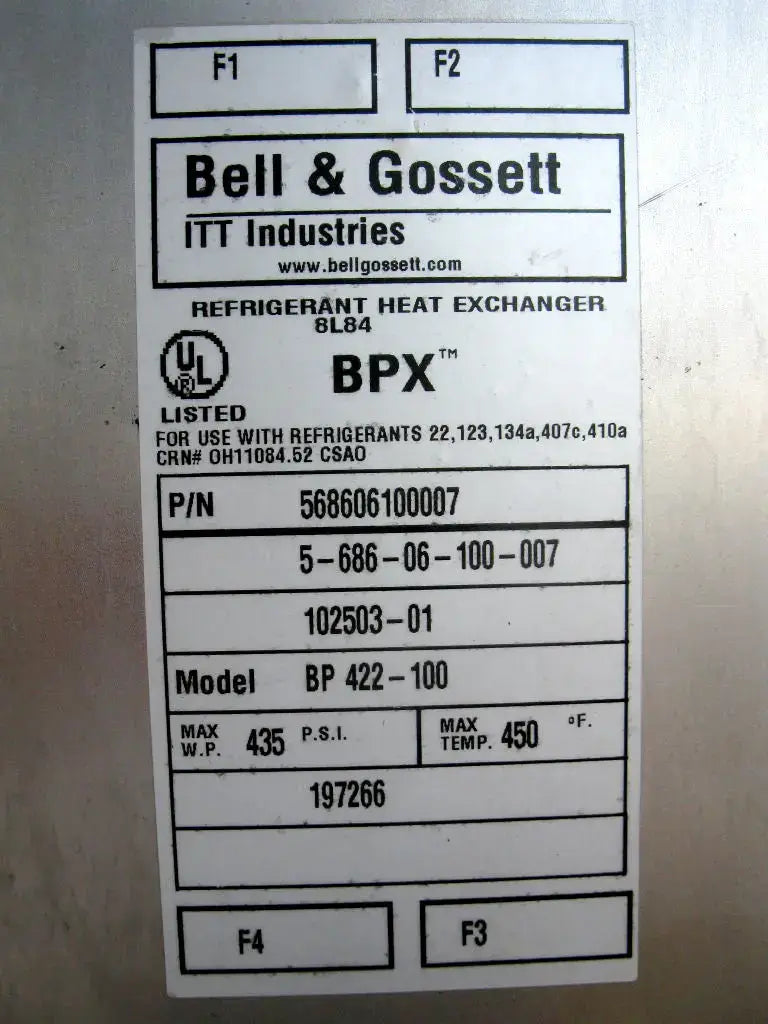 F1 F2
Bell & Gossett
ITT Industries
www.bellgossett.com
REFRIGERANT HEAT EXCHANGER
8L84
UL
®
BPX™
LISTED
FOR USE WITH REFRIGERANTS 22,123,134a,407c,410a
CRN# OH11084.52 CSAO
P/N 568606100007
5-686-06-100-007
102503-01
Model BP 422-100
MAX W.P. 435 P.S.I. MAX TEMP. 450 °F.
197266
F4 F3